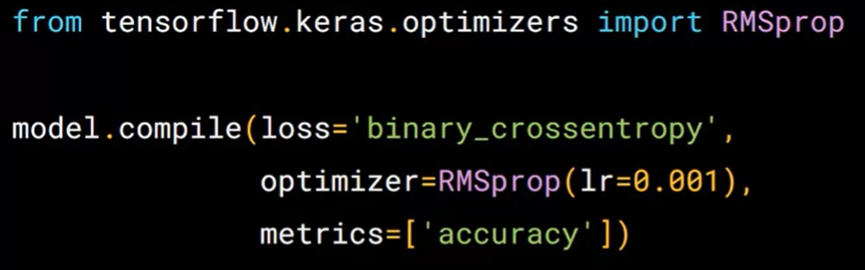 from tensorflow.keras.optimizers import RMSprop
model.compile(loss='binary_crossentropy',
optimizer=RMSprop(lr=0.001),
metrics=['accuracy'])